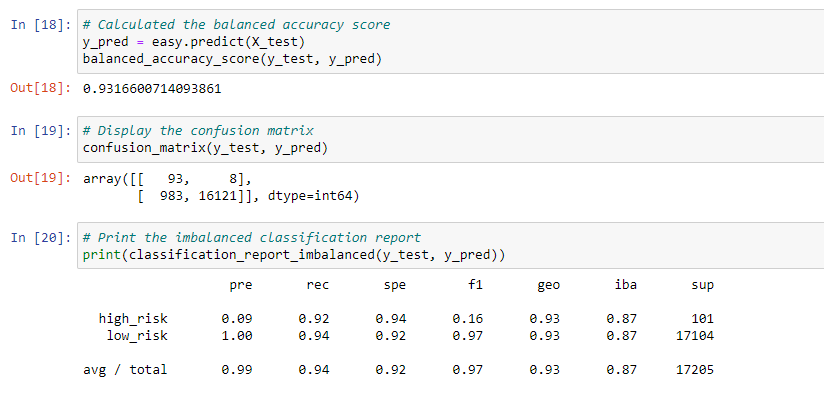 In [18]: # Calculated the balanced accuracy score
y_pred = easy.predict(X_test)
balanced_accuracy_score(y_test, y_pred)
Out[18]: 0.9316600714093861
In [19]: # Display the confusion matrix
confusion_matrix(y_test, y_pred)
Out[19]: array([[   93,     8],
       [  983, 16121]], dtype=int64)
In [20]: # Print the imbalanced classification report
print(classification_report_imbalanced(y_test, y_pred))
pre rec spe f1 geo iba sup
high_risk 0.09 0.92 0.94 0.16 0.93 0.87 101
low_risk 1.00 0.94 0.92 0.97 0.93 0.87 17104
avg / total 0.99 0.94 0.92 0.97 0.93 0.87 17205